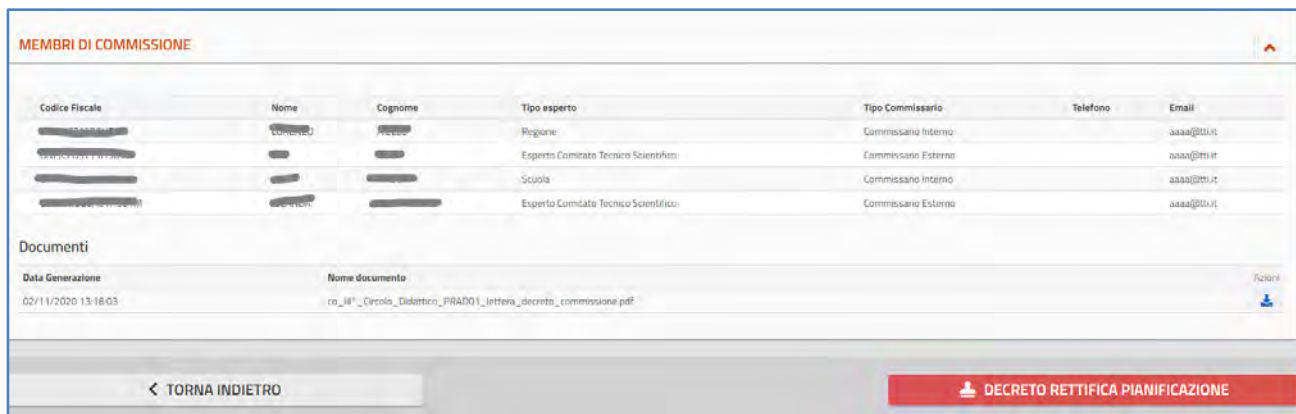 MEMBRI DI COMMISSIONE
Codice Fiscale Nome Cognome Tipo esperto Tipo Commissario Telefono Email
Regione Commissario Interno aaaa@tti.it
Esperto Comitato Tecnico Scientifico Commissario Esterno aaaa@tti.it
Scuola Commissario Interno aaaa@tti.it
Esperto Comitato Tecnico Scientifico Commissario Esterno aaaa@tti.it
Documenti
Data Generazione Nome documento Azioni
02/11/2020 13:16:03 co_III°_Circolo_Didattico_PRAD01_lettera_decreto_commissione.pdf
TORNA INDIETRO DECRETO RETTIFICA PIANIFICAZIONE